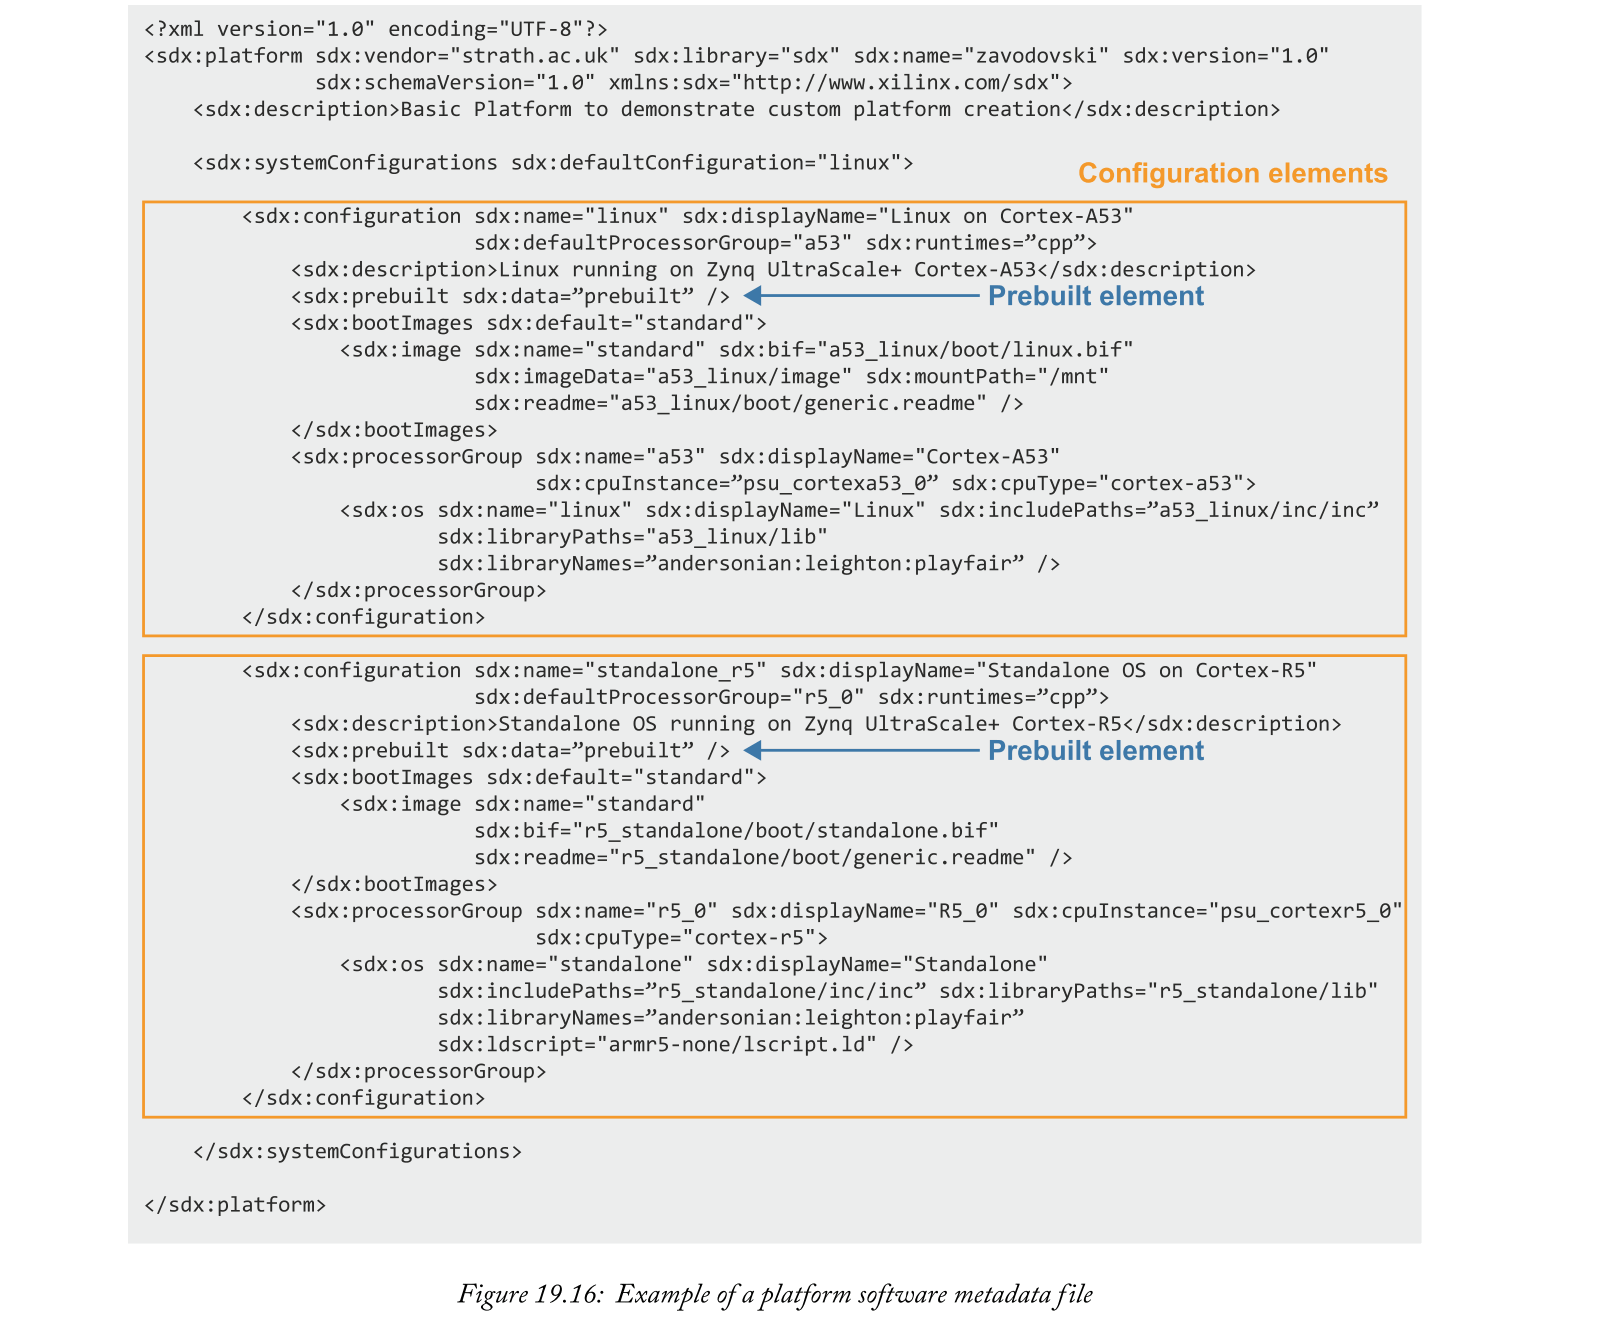 <?xml version="1.0" encoding="UTF-8"?>
<sdx:platform sdx:vendor="strath.ac.uk" sdx:library="sdx" sdx:name="zavodovski" sdx:version="1.0"
sdx:schemaVersion="1.0" xmlns:sdx="http://www.xilinx.com/sdx">
<sdx:description>Basic Platform to demonstrate custom platform creation</sdx:description>
<sdx:systemConfigurations sdx:defaultConfiguration="linux">
Configuration elements
<sdx:configuration sdx:name="linux" sdx:displayName="Linux on Cortex-A53"
sdx:defaultProcessorGroup="a53" sdx:runtimes=”cpp”>
<sdx:description>Linux running on Zynq UltraScale+ Cortex-A53</sdx:description>
<sdx:prebuilt sdx:data=”prebuilt” /> Prebuilt element
<sdx:bootImages sdx:default="standard">
<sdx:image sdx:name="standard" sdx:bif="a53_linux/boot/linux.bif"
sdx:imageData="a53_linux/image" sdx:mountPath="/mnt"
sdx:readme="a53_linux/boot/generic.readme" />
</sdx:bootImages>
<sdx:processorGroup sdx:name="a53" sdx:displayName="Cortex-A53"
sdx:cpuInstance=”psu_cortexa53_0” sdx:cpuType="cortex-a53">
<sdx:os sdx:name="linux" sdx:displayName="Linux" sdx:includePaths=”a53_linux/inc/inc”
sdx:libraryPaths="a53_linux/lib"
sdx:libraryNames=”andersonian:leighton:playfair” />
</sdx:processorGroup>
</sdx:configuration>
<sdx:configuration sdx:name="standalone_r5" sdx:displayName="Standalone OS on Cortex-R5"
sdx:defaultProcessorGroup="r5_0" sdx:runtimes=”cpp”>
<sdx:description>Standalone OS running on Zynq UltraScale+ Cortex-R5</sdx:description>
<sdx:prebuilt sdx:data=”prebuilt” /> Prebuilt element
<sdx:bootImages sdx:default="standard">
<sdx:image sdx:name="standard"
sdx:bif="r5_standalone/boot/standalone.bif"
sdx:readme="r5_standalone/boot/generic.readme" />
</sdx:bootImages>
<sdx:processorGroup sdx:name="r5_0" sdx:displayName="R5_0" sdx:cpuInstance="psu_cortexr5_0"
sdx:cpuType="cortex-r5">
<sdx:os sdx:name="standalone" sdx:displayName="Standalone"
sdx:includePaths=”r5_standalone/inc/inc” sdx:libraryPaths="r5_standalone/lib"
sdx:libraryNames=”andersonian:leighton:playfair”
sdx:ldscript="armr5-none/lscript.ld" />
</sdx:processorGroup>
</sdx:configuration>
</sdx:systemConfigurations>
</sdx:platform>
Figure 19.16: Example of a platform software metadata file